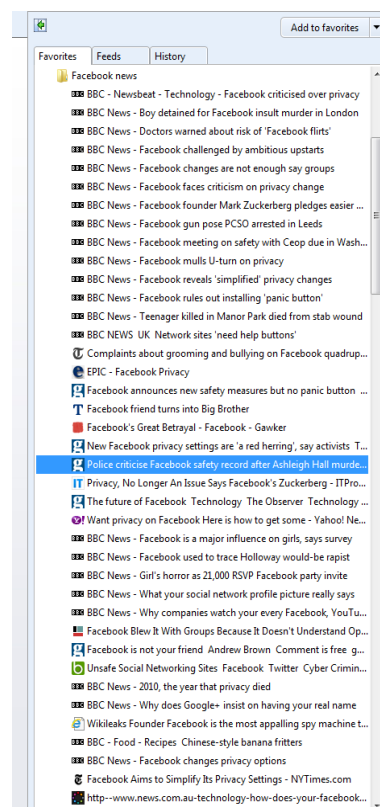 Add to favorites
Favorites Feeds History
Facebook news
BBC - Newsbeat - Technology - Facebook criticised over privacy
BBC News - Boy detained for Facebook insult murder in London
BBC News - Doctors warned about risk of 'Facebook flirts'
BBC News - Facebook challenged by ambitious upstarts
BBC News - Facebook changes are not enough say groups
BBC News - Facebook faces criticism on privacy change
BBC News - Facebook founder Mark Zuckerberg pledges easier ...
BBC News - Facebook gun pose PCSO arrested in Leeds
BBC News - Facebook meeting on safety with Ceop due in Wash...
BBC News - Facebook mulls U-turn on privacy
BBC News - Facebook reveals 'simplified' privacy changes
BBC News - Facebook rules out installing 'panic button'
BBC News - Teenager killed in Manor Park died from stab wound
BBC NEWS UK Network sites 'need help buttons'
Complaints about grooming and bullying on Facebook quadrup...
EPIC - Facebook Privacy
Facebook announces new safety measures but no panic button ...
Facebook friend turns into Big Brother
Facebook's Great Betrayal - Facebook - Gawker
New Facebook privacy settings are 'a red herring', say activists T...
Police criticise Facebook safety record after Ashleigh Hall murde...
Privacy, No Longer An Issue Says Facebook's Zuckerberg - ITPro...
The future of Facebook Technology The Observer Technology ...
Want privacy on Facebook Here is how to get some - Yahoo! Ne...
BBC News - Facebook is a major influence on girls, says survey
BBC News - Facebook used to trace Holloway would-be rapist
BBC News - Girl's horror as 21,000 RSVP Facebook party invite
BBC News - What your social network profile picture really says
BBC News - Why companies watch your every Facebook, YouTu...
Facebook Blew It With Groups Because It Doesn't Understand Op...
Facebook is not your friend Andrew Brown Comment is free g...
Unsafe Social Networking Sites Facebook Twitter Cyber Crimin...
BBC News - 2010, the year that privacy died
BBC News - Why does Google+ insist on having your real name
Wikileaks Founder Facebook is the most appalling spy machine t...
BBC - Food - Recipes Chinese-style banana fritters
BBC News - Facebook changes privacy options
Facebook Aims to Simplify Its Privacy Settings - NYTimes.com
http--www.news.com.au-technology-how-does-your-facebook...